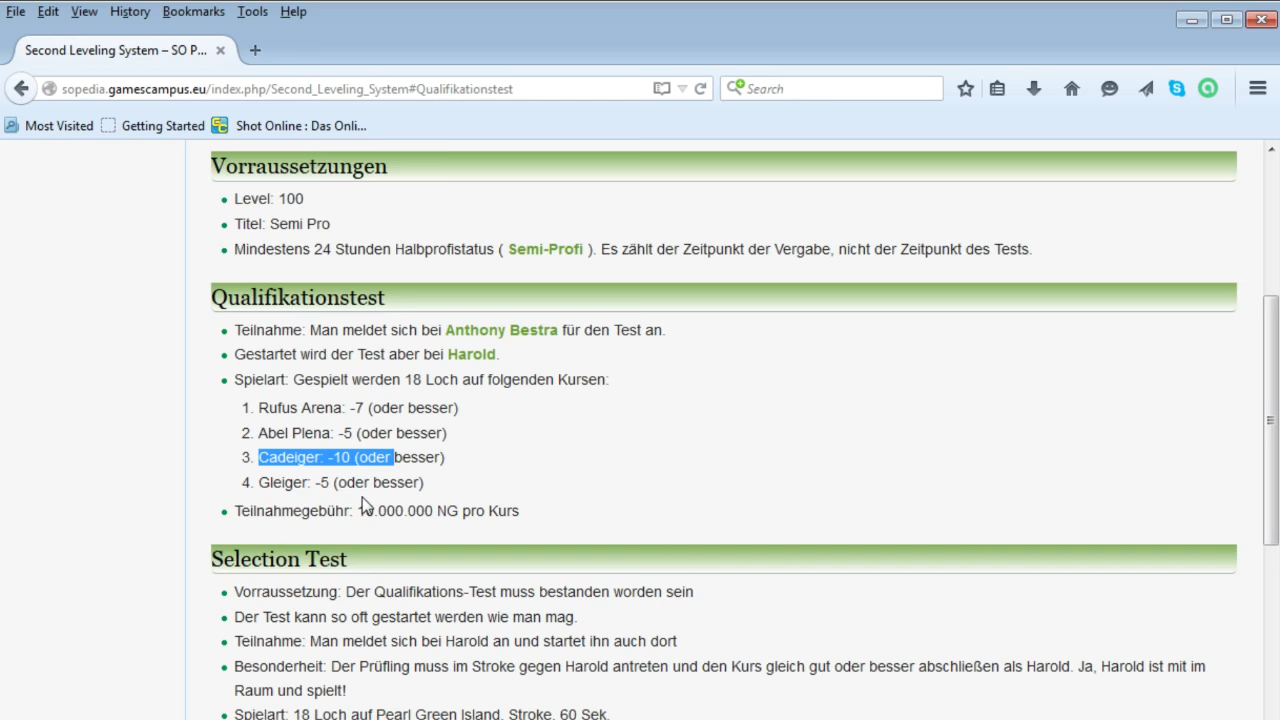 File Edit View History Bookmarks Tools Help
Second Leveling System – SO P...
sopedia.gamescampus.eu/index.php/Second_Leveling_System#Qualifikationstest
Search
Most Visited Getting Started Shot Online : Das Onli...
Vorraussetzungen
Level: 100
Titel: Semi Pro
Mindestens 24 Stunden Halbprofistatus ( Semi-Profi ). Es zählt der Zeitpunkt der Vergabe, nicht der Zeitpunkt des Tests.
Qualifikationstest
Teilnahme: Man meldet sich bei Anthony Bestra für den Test an.
Gestartet wird der Test aber bei Harold.
Spielart: Gespielt werden 18 Loch auf folgenden Kursen:
1. Rufus Arena: -7 (oder besser)
2. Abel Plena: -5 (oder besser)
3. Cadeiger: -10 (oder besser)
4. Gleiger: -5 (oder besser)
Teilnahmegebühr: NG pro Kurs
Selection Test
Vorraussetzung: Der Qualifikations-Test muss bestanden worden sein
Der Test kann so oft gestartet werden wie man mag.
Teilnahme: Man meldet sich bei Harold an und startet ihn auch dort
Besonderheit: Der Prüfling muss im Stroke gegen Harold antreten und den Kurs gleich gut oder besser abschließen als Harold. Ja, Harold ist mit im
Raum und spielt!
Spielart: 18 Loch auf Pearl Green Island, Stroke, 60 Sek.